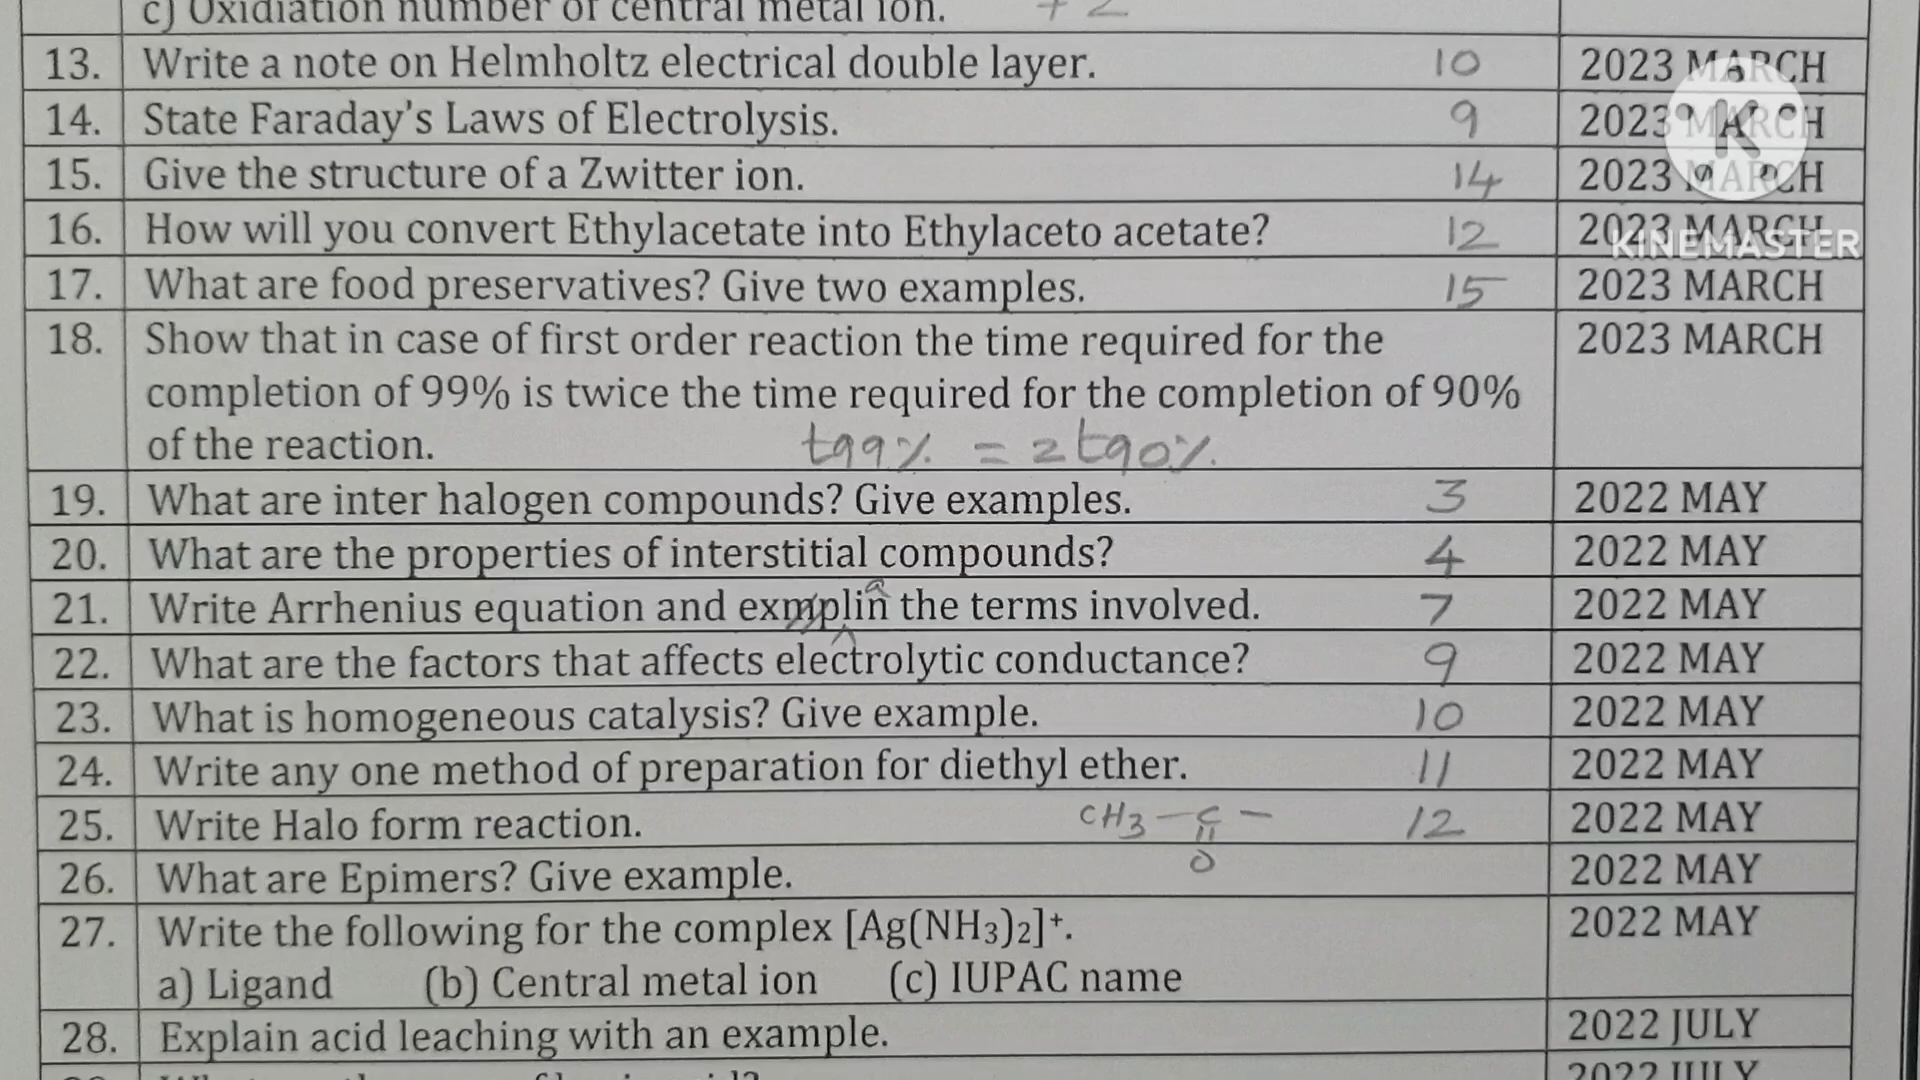 c) Oxidiation number of central metal ion. +2
13. Write a note on Helmholtz electrical double layer. 10 2023 MARCH
14. State Faraday's Laws of Electrolysis. 9 2023 MARCH
15. Give the structure of a Zwitter ion. 14 2023 MARCH
16. How will you convert Ethylacetate into Ethylaceto acetate? 12 2023 MARCH
KINEMASTER
17. What are food preservatives? Give two examples. 15 2023 MARCH
18. Show that in case of first order reaction the time required for the 2023 MARCH
completion of 99% is twice the time required for the completion of 90%
of the reaction. t99% = 2t90%.
19. What are inter halogen compounds? Give examples. 3 2022 MAY
20. What are the properties of interstitial compounds? 4 2022 MAY
21. Write Arrhenius equation and exmplin the terms involved. 7 2022 MAY
22. What are the factors that affects electrolytic conductance? 9 2022 MAY
23. What is homogeneous catalysis? Give example. 10 2022 MAY
24. Write any one method of preparation for diethyl ether. 11 2022 MAY
25. Write Halo form reaction. CH3 - C - 12 2022 MAY
O
26. What are Epimers? Give example. 2022 MAY
27. Write the following for the complex [Ag(NH3)2]+. 2022 MAY
a) Ligand (b) Central metal ion (c) IUPAC name
28. Explain acid leaching with an example. 2022 JULY
2022 JULY